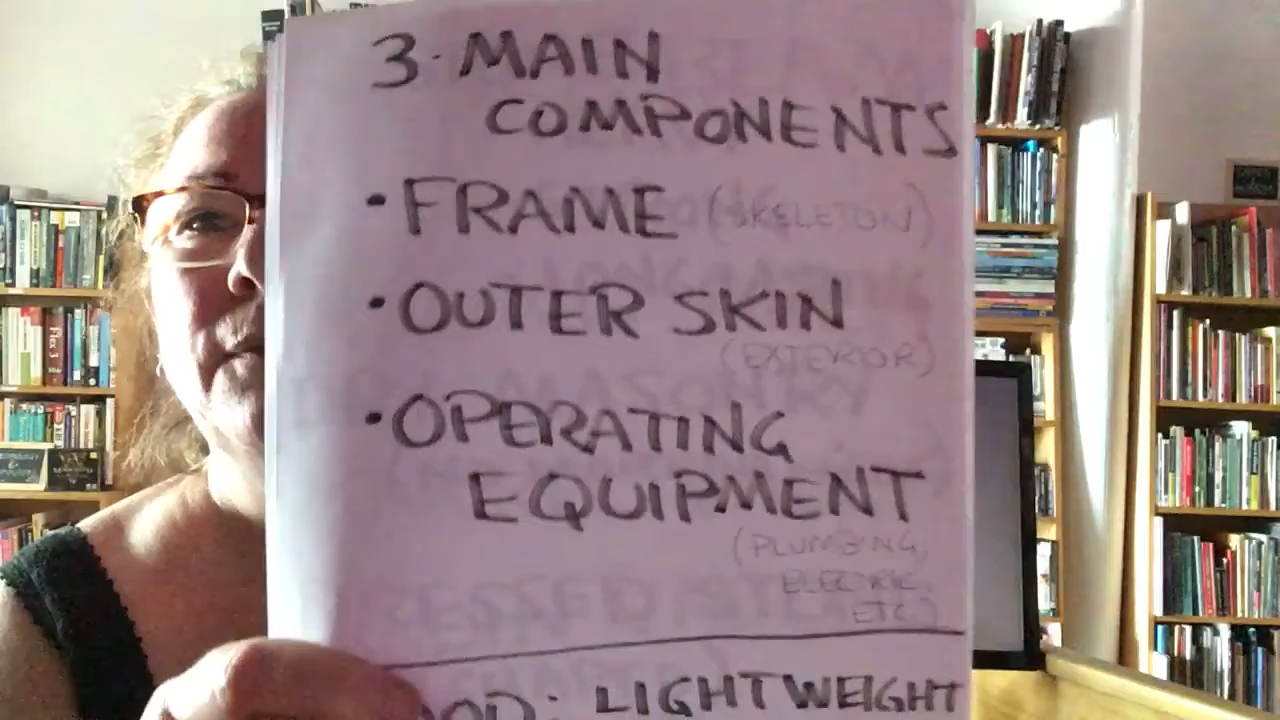 3. MAIN
COMPONENTS
• FRAME (SKELETON)
• OUTER SKIN
(EXTERIOR)
• OPERATING
EQUIPMENT
(PLUMBING,
ELECTRIC,
ETC)
: LIGHTWEIGHT